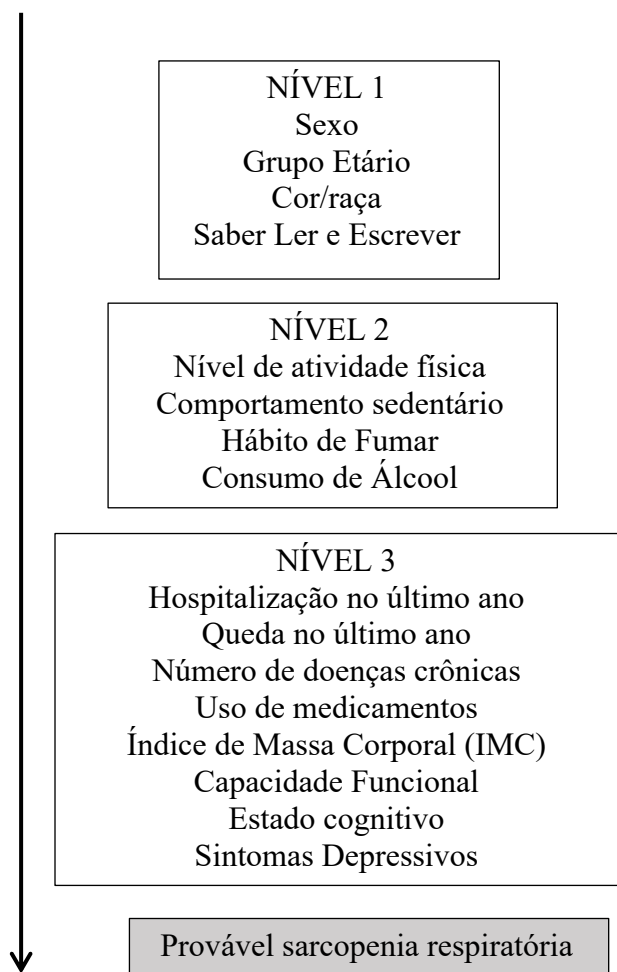 NÍVEL 1
Sexo
Grupo Etário
Cor/raça
Saber Ler e Escrever
NÍVEL 2
Nível de atividade física
Comportamento sedentário
Hábito de Fumar
Consumo de Álcool
NÍVEL 3
Hospitalização no último ano
Queda no último ano
Número de doenças crônicas
Uso de medicamentos
Índice de Massa Corporal (IMC)
Capacidade Funcional
Estado cognitivo
Sintomas Depressivos
Provável sarcopenia respiratória